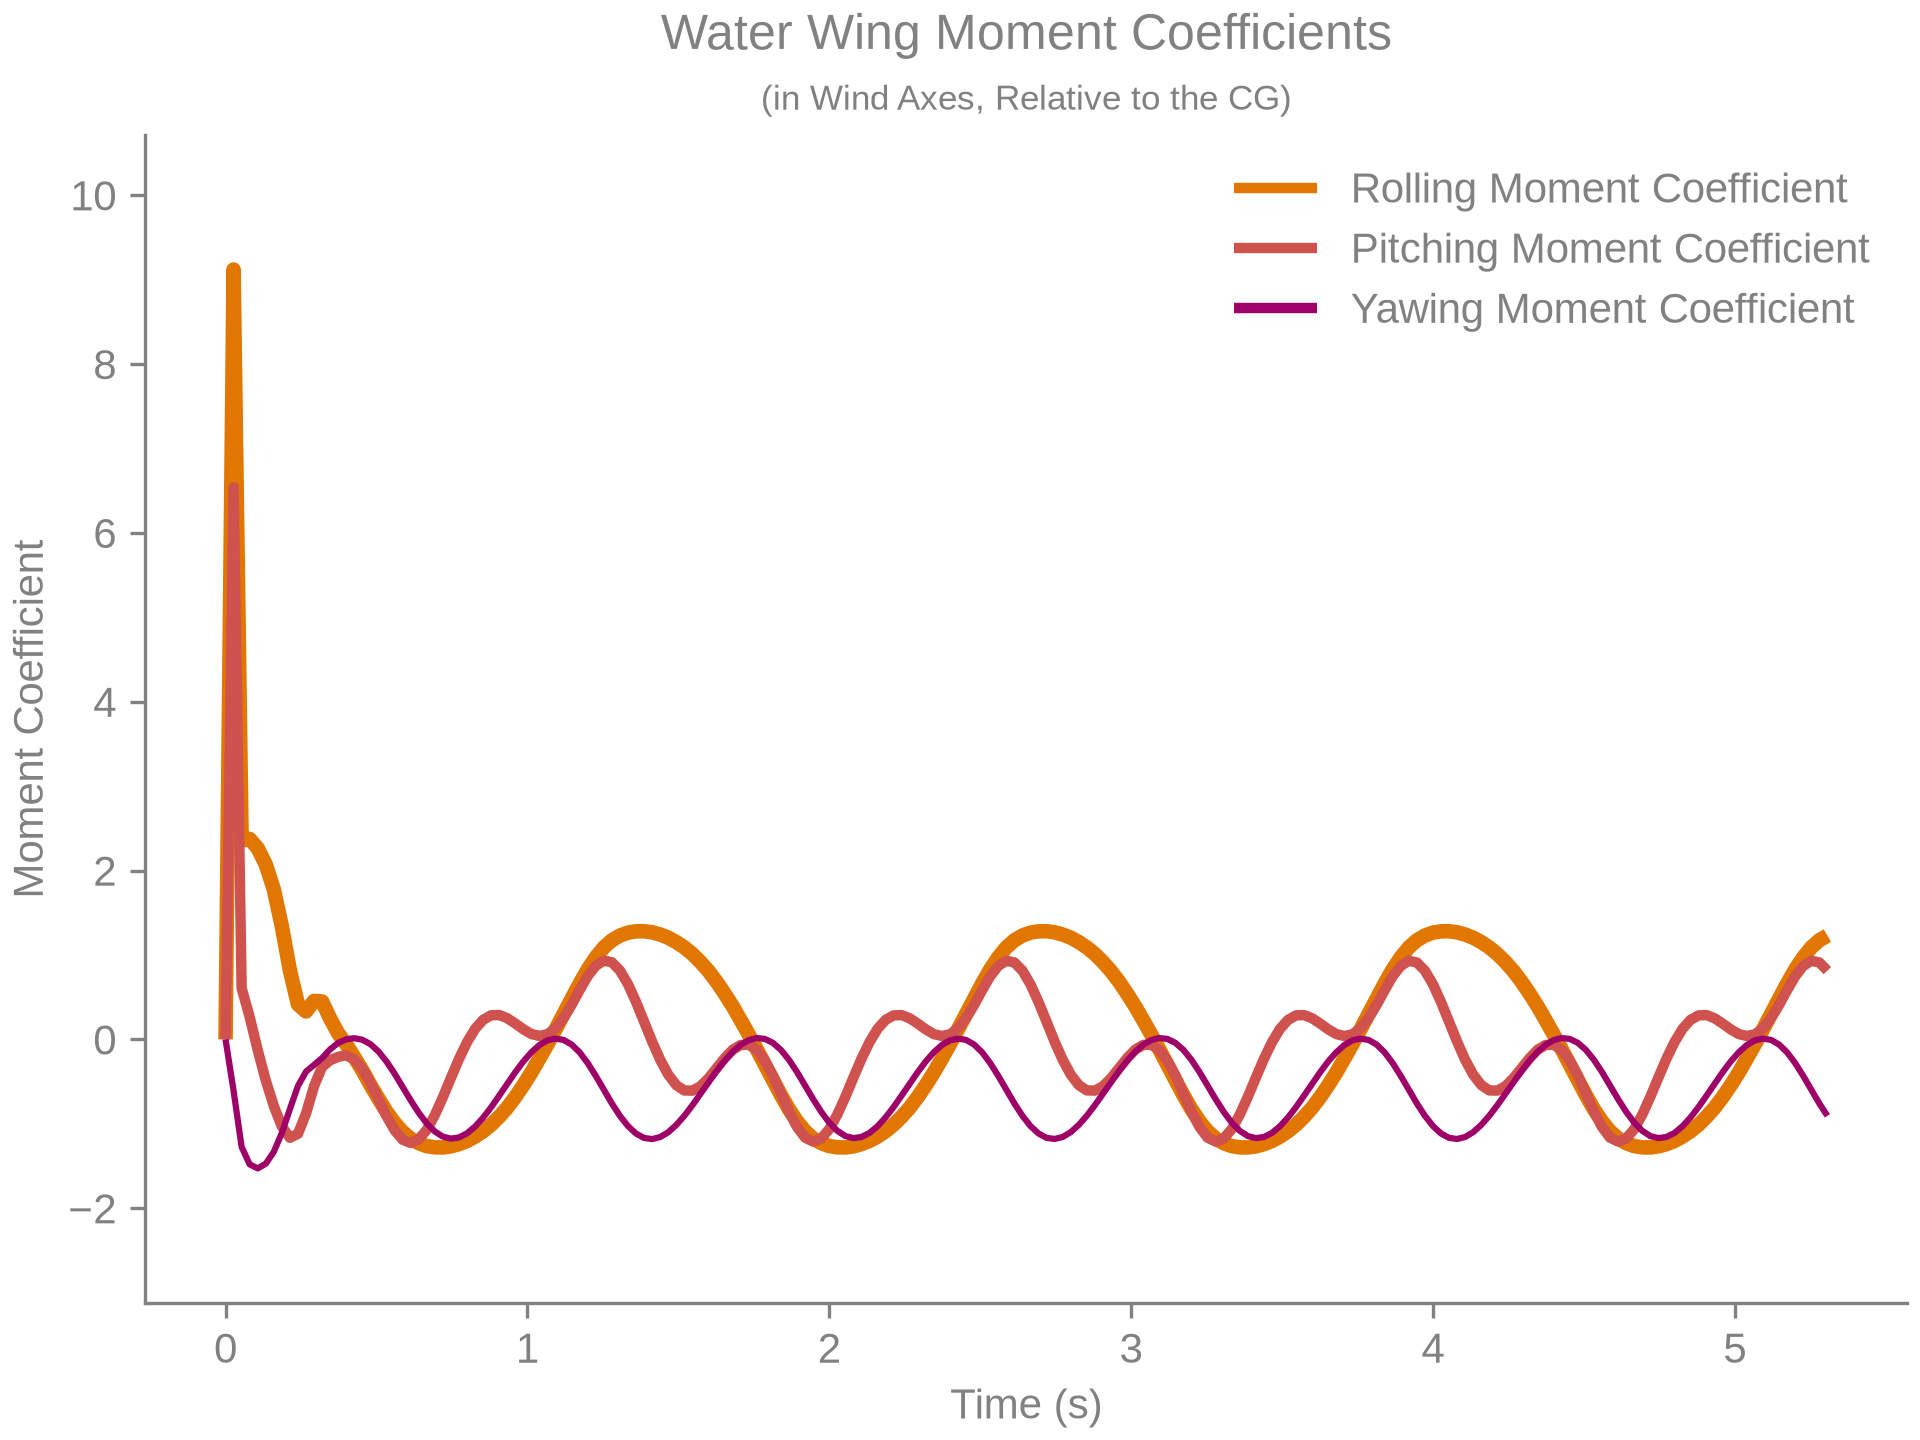 Water Wing Moment Coefficients
(in Wind Axes, Relative to the CG)
Rolling Moment Coefficient
Pitching Moment Coefficient
Yawing Moment Coefficient
Moment Coefficient
10
8
6
4
2
0
−2
0 1 2 3 4 5
Time (s)